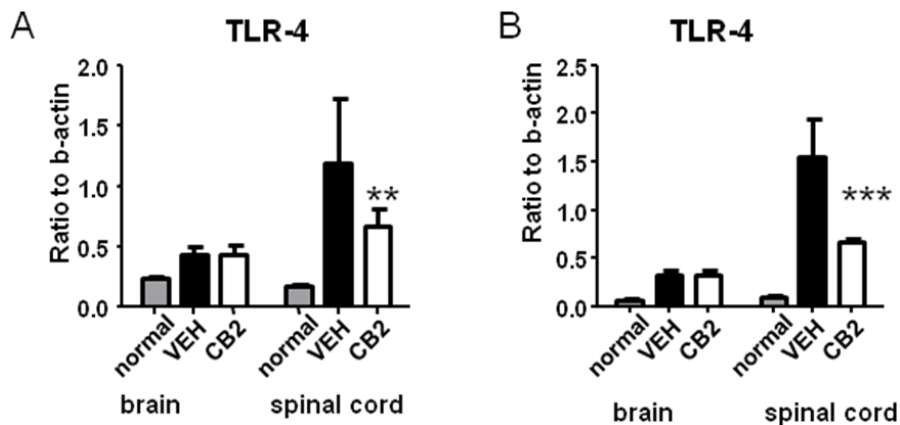 A
TLR-4
Ratio to b-actin
2.0
1.5
1.0
0.5
0.0
**
normal
VEH
CB2
normal
VEH
CB2
brain
spinal cord
B
TLR-4
Ratio to b-actin
2.5
2.0
1.5
1.0
0.5
0.0
***
normal
VEH
CB2
normal
VEH
CB2
brain
spinal cord